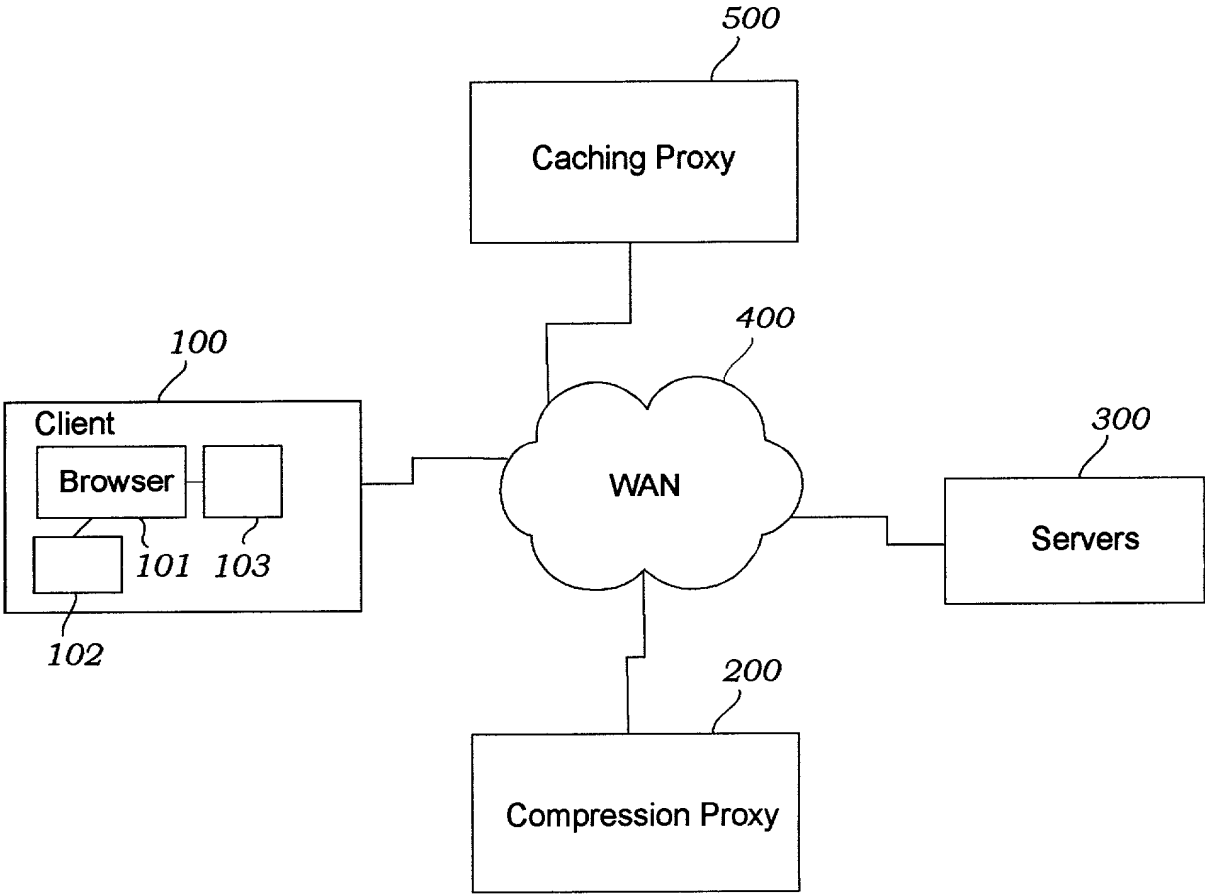 500
Caching Proxy
400
100
Client
Browser
101
103
102
WAN
300
Servers
200
Compression Proxy